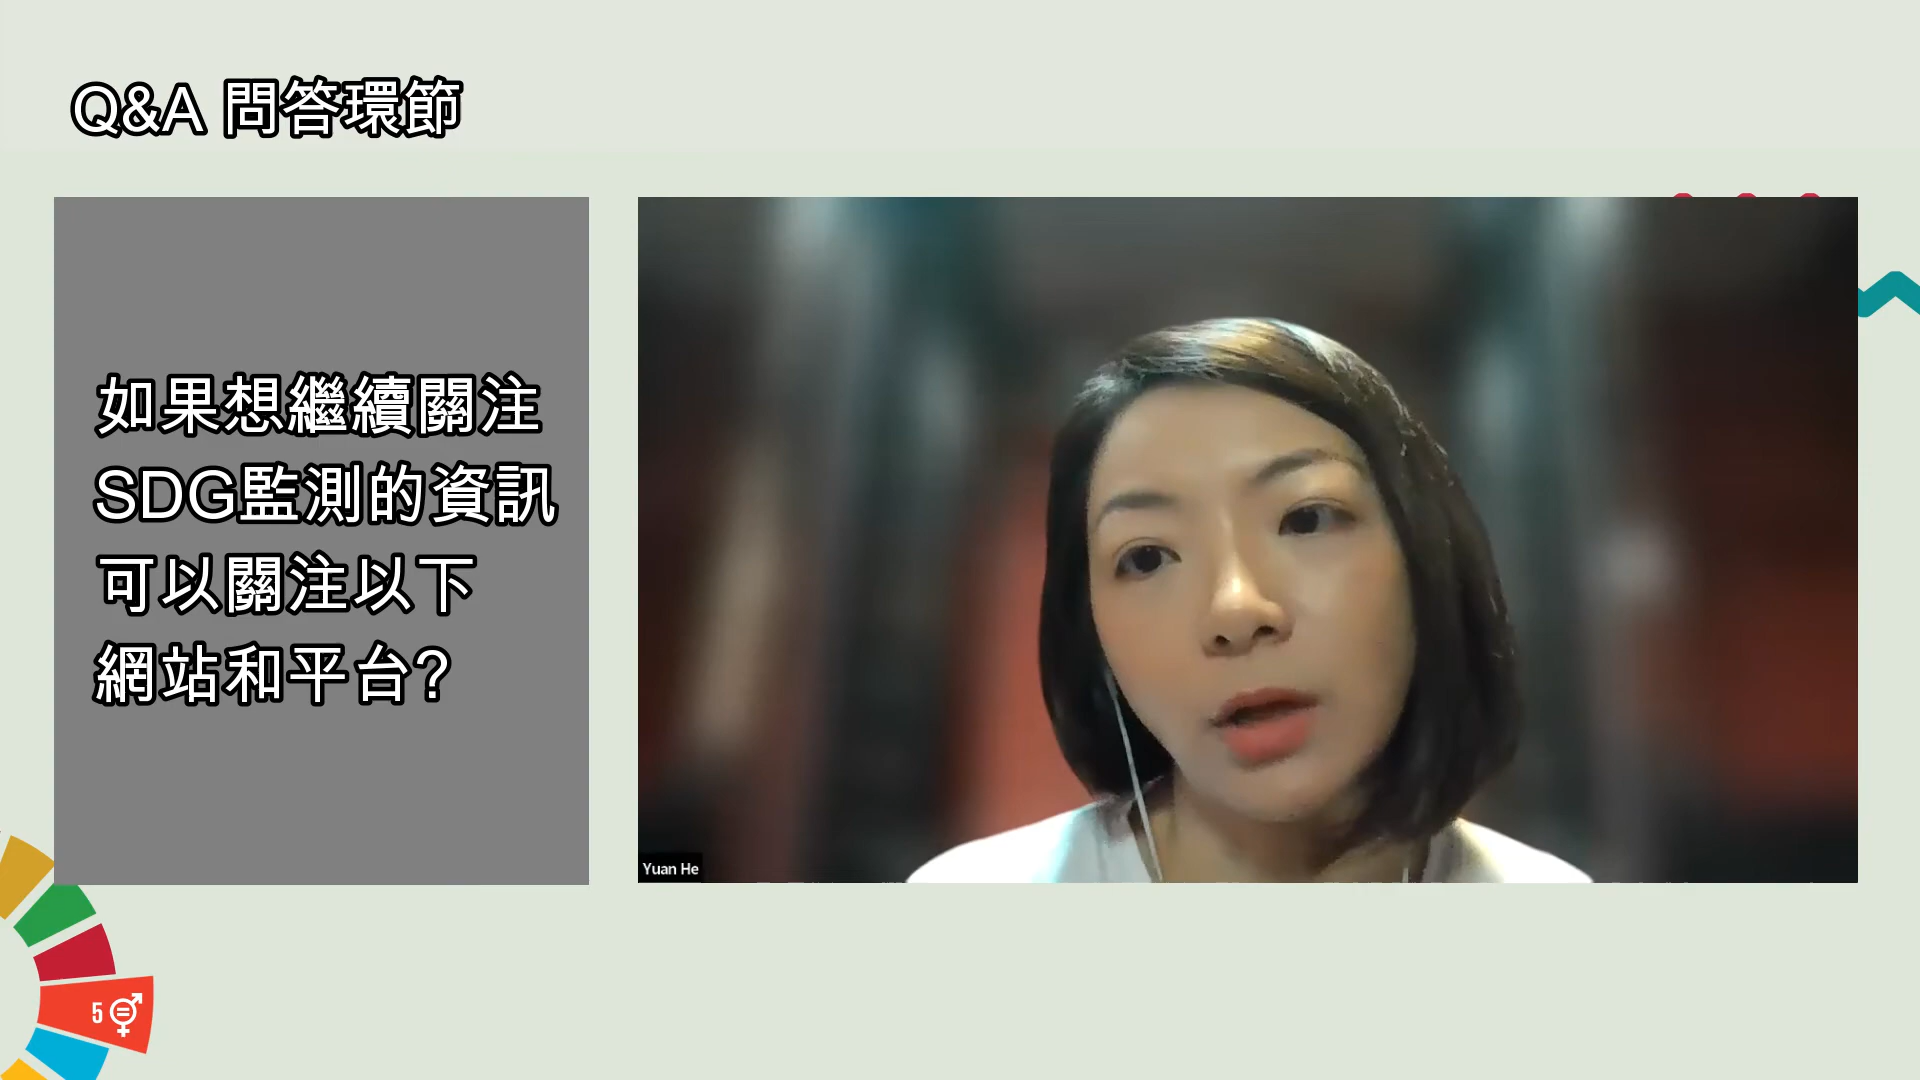 Q&A 問答環節
如果想繼續關注
SDG監測的資訊
可以關注以下
網站和平台?
Yuan He
5